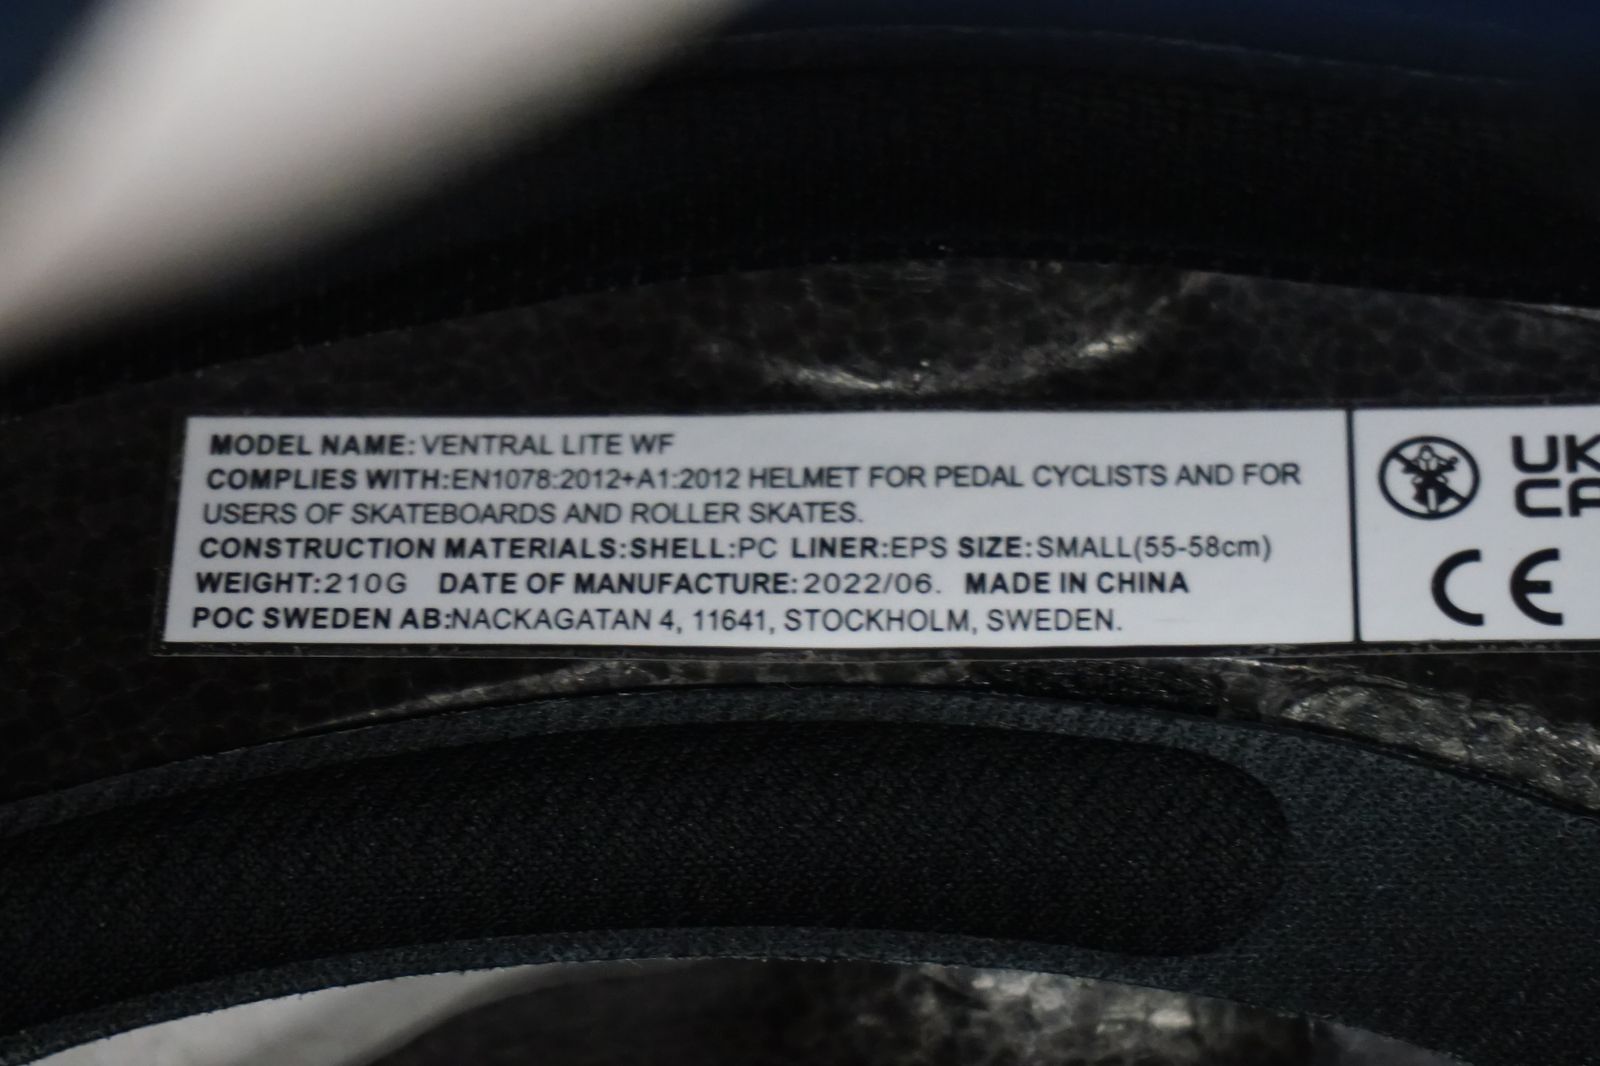 MODEL NAME: VENTRAL LITE WF
COMPLIES WITH:EN1078:2012+A1:2012 HELMET FOR PEDAL CYCLISTS AND FOR
USERS OF SKATEBOARDS AND ROLLER SKATES.
CONSTRUCTION MATERIALS:SHELL:PC LINER:EPS SIZE:SMALL(55-58cm)
WEIGHT:210G DATE OF MANUFACTURE:2022/06. MADE IN CHINA
POC SWEDEN AB:NACKAGATAN 4, 11641, STOCKHOLM, SWEDEN.
UK
CA
CE